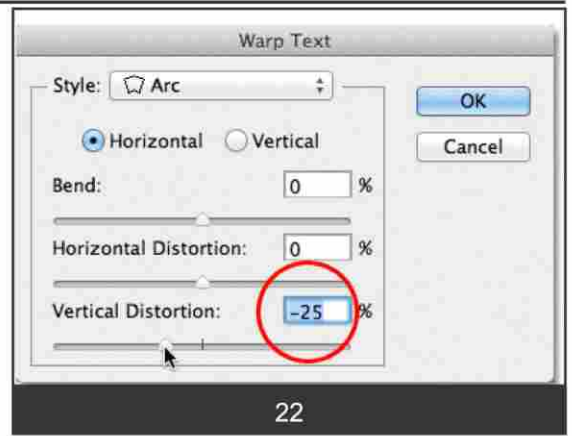 Warp Text
Style: Arc
OK
Horizontal Vertical
Cancel
Bend: 0 %
Horizontal Distortion: 0 %
Vertical Distortion: -25 %
22